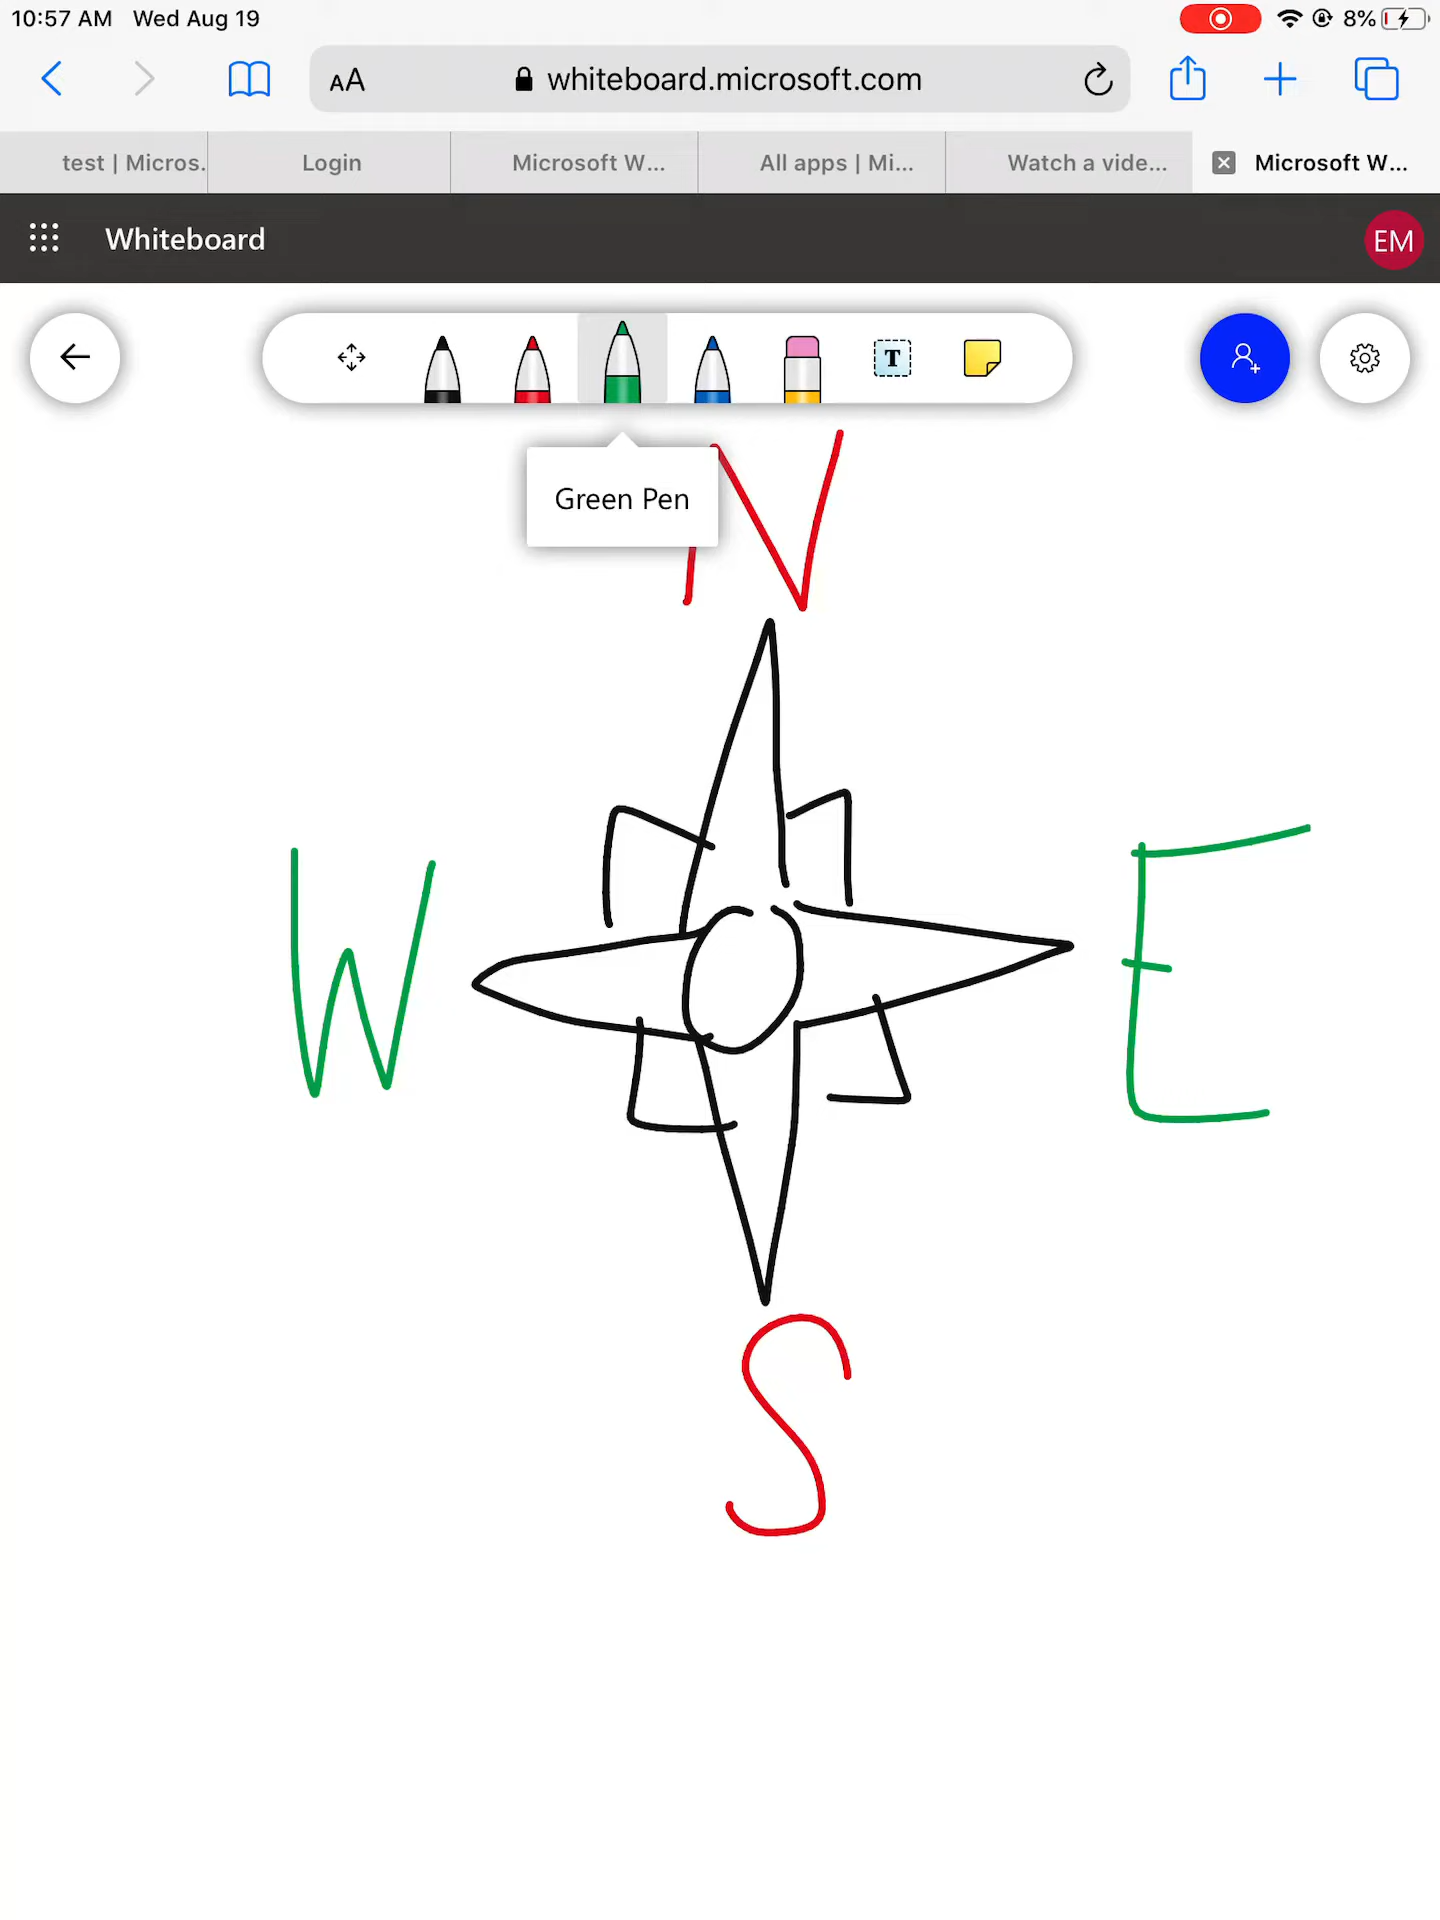 10:57 AM Wed Aug 19 8%
AA whiteboard.microsoft.com
test | Micros. Login Microsoft W... All apps | Mi... Watch a vide... Microsoft W...
Whiteboard EM
T
N
Green Pen
W E
S